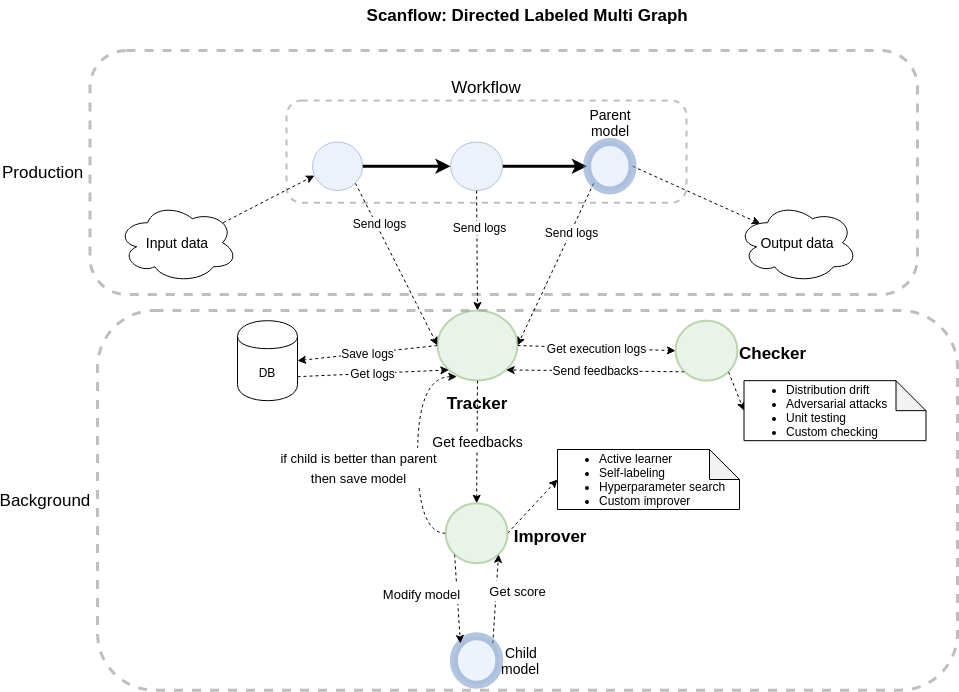 Scanflow: Directed Labeled Multi Graph
Workflow
Parent
model
Production
Input data
Send logs
Send logs
Send logs
Output data
DB
Save logs
Get logs
Get execution logs
Send feedbacks
Checker
Distribution drift
Adversarial attacks
Unit testing
Custom checking
Tracker
Get feedbacks
if child is better than parent
then save model
Active learner
Self-labeling
Hyperparameter search
Custom improver
Background
Improver
Modify model
Get score
Child
model